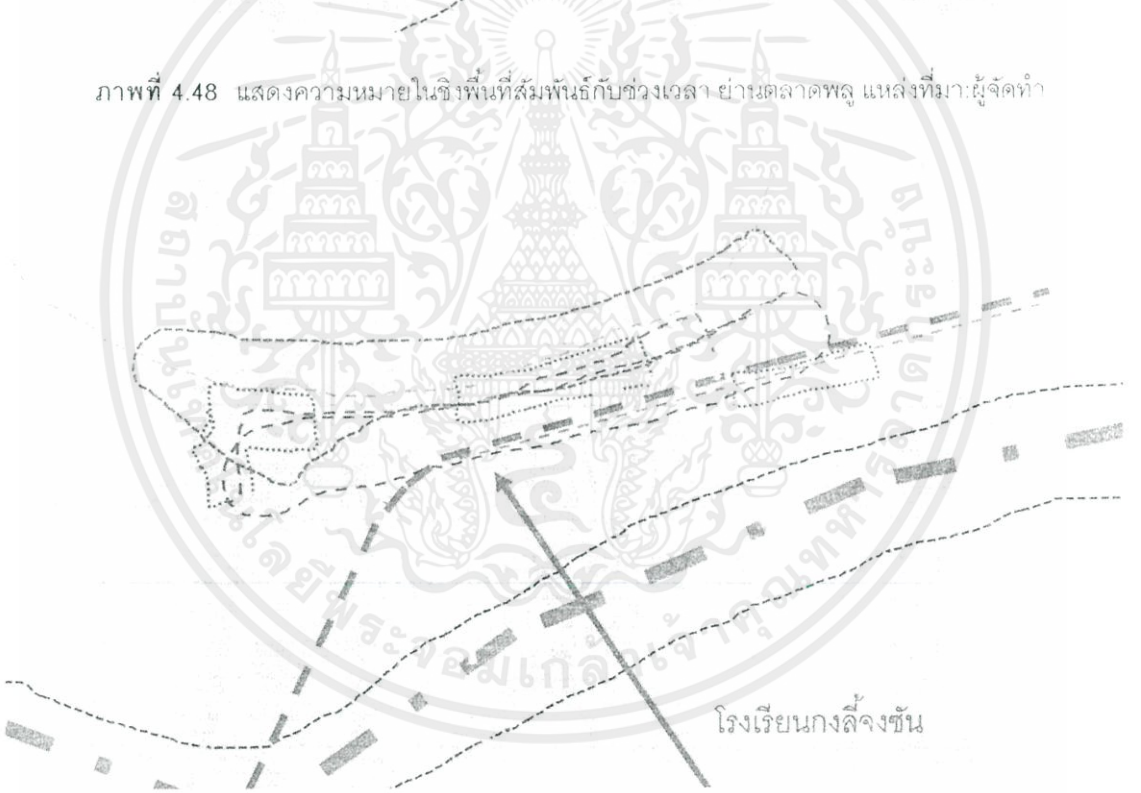 ภาพที่ 4.48 แสดงความหมายในชิงพื้นที่สัมพันธ์กับช่วงเวลา ย่านตลาดพลู แหล่งที่มา:ผู้จัดทำ
โรงเรียนกงลี้จงซัน